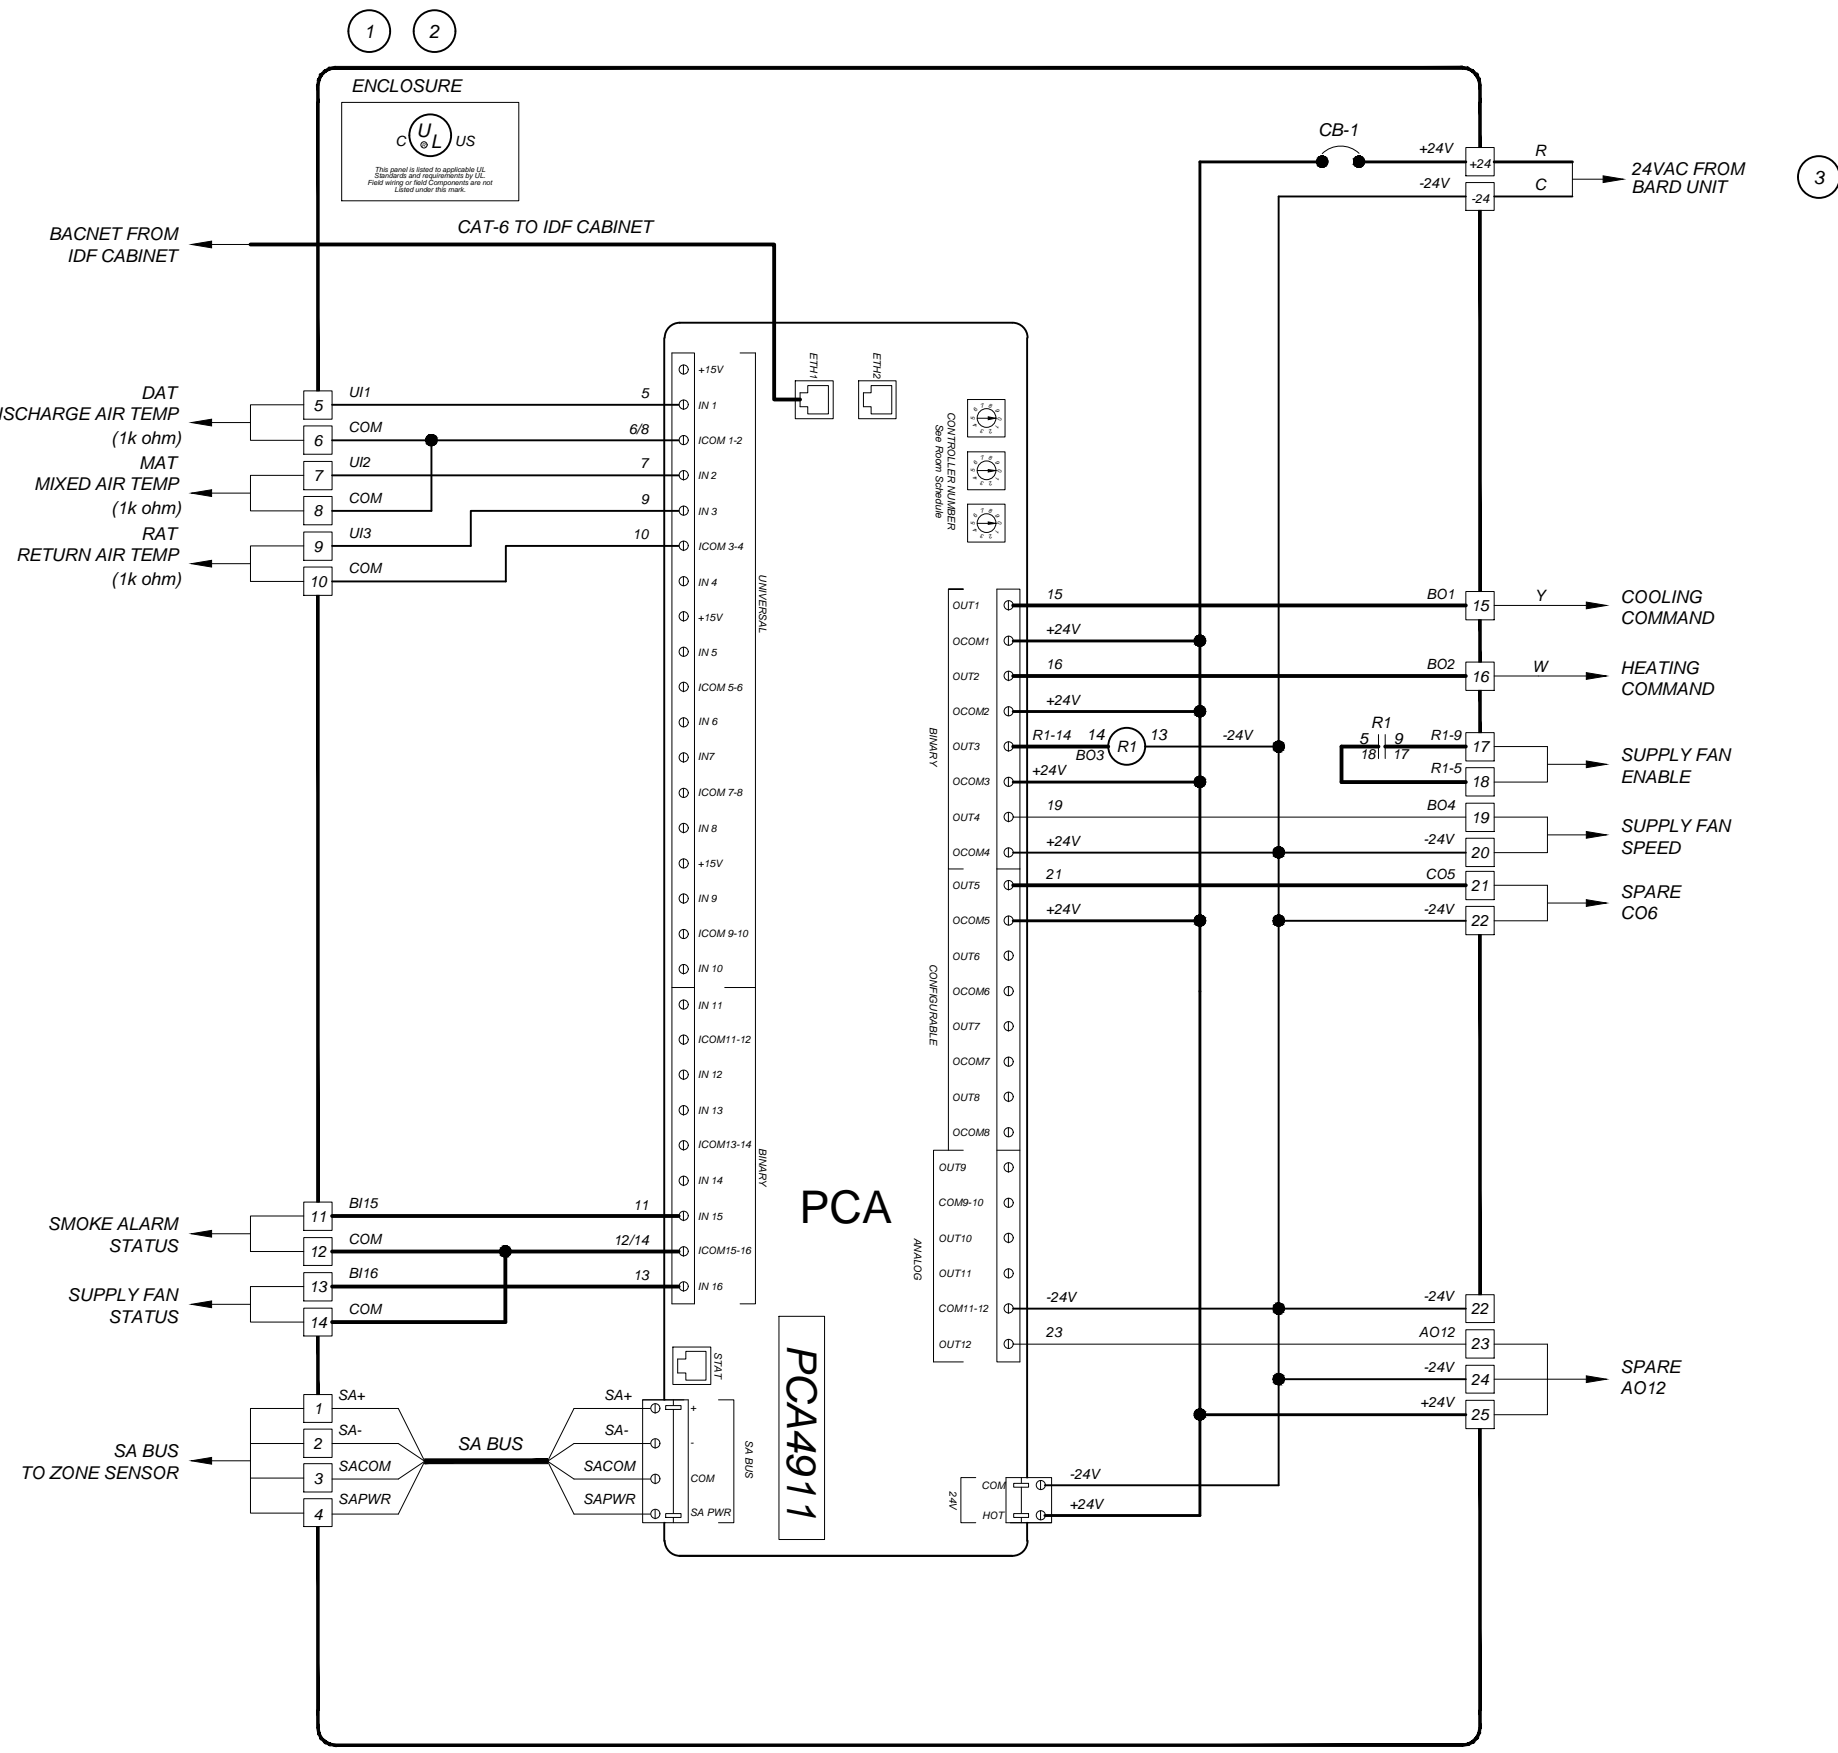 1
2
ENCLOSURE
C UL US
This panel is listed to applicable UL
Standards and requirements by UL.
Field wiring or field Components are not
Listed under this mark.
CB-1
+24V
+24
R
-24V
-24
C
24VAC FROM
BARD UNIT
3
BACNET FROM
IDF CABINET
CAT-6 TO IDF CABINET
ETH1
ETH2
CONTROLLER NUMBER
See Room Schedule
DAT
ISCHARGE AIR TEMP
(1k ohm)
MAT
MIXED AIR TEMP
(1k ohm)
RAT
RETURN AIR TEMP
(1k ohm)
5
UI1
5
6
COM
6/8
7
UI2
7
8
COM
9
9
UI3
10
10
COM
+15V
IN 1
ICOM 1-2
IN 2
IN 3
ICOM 3-4
IN 4
+15V
IN 5
ICOM 5-6
IN 6
IN7
ICOM 7-8
IN 8
+15V
IN 9
ICOM 9-10
IN 10
UNIVERSAL
IN 11
ICOM11-12
IN 12
IN 13
ICOM13-14
IN 14
IN 15
ICOM15-16
IN 16
BINARY
SMOKE ALARM
STATUS
SUPPLY FAN
STATUS
11
BI15
11
12
COM
12/14
13
BI16
13
14
COM
STAT
SA BUS
TO ZONE SENSOR
1
SA+
2
SA-
3
SACOM
4
SAPWR
SA BUS
SA+
SA-
SACOM
SAPWR
+
-
COM
SA PWR
SA BUS
PCA
PCA4911
BINARY
OUT1
OCOM1
OUT2
OCOM2
OUT3
OCOM3
OUT4
OCOM4
CONFIGURABLE
OUT5
OCOM5
OUT6
OCOM6
OUT7
OCOM7
OUT8
OCOM8
ANALOG
OUT9
COM9-10
OUT10
OUT11
COM11-12
OUT12
24V
COM
HOT
15
BO1
15
Y
COOLING
COMMAND
+24V
16
BO2
16
W
HEATING
COMMAND
+24V
R1-14
14
BO3
R1
13
-24V
R1
5
9
18
17
R1-9
17
R1-5
18
SUPPLY FAN
ENABLE
+24V
19
BO4
19
+24V
-24V
20
SUPPLY FAN
SPEED
21
CO5
21
+24V
-24V
22
SPARE
CO6
-24V
-24V
22
23
AO12
23
-24V
24
+24V
25
SPARE
AO12
-24V
+24V